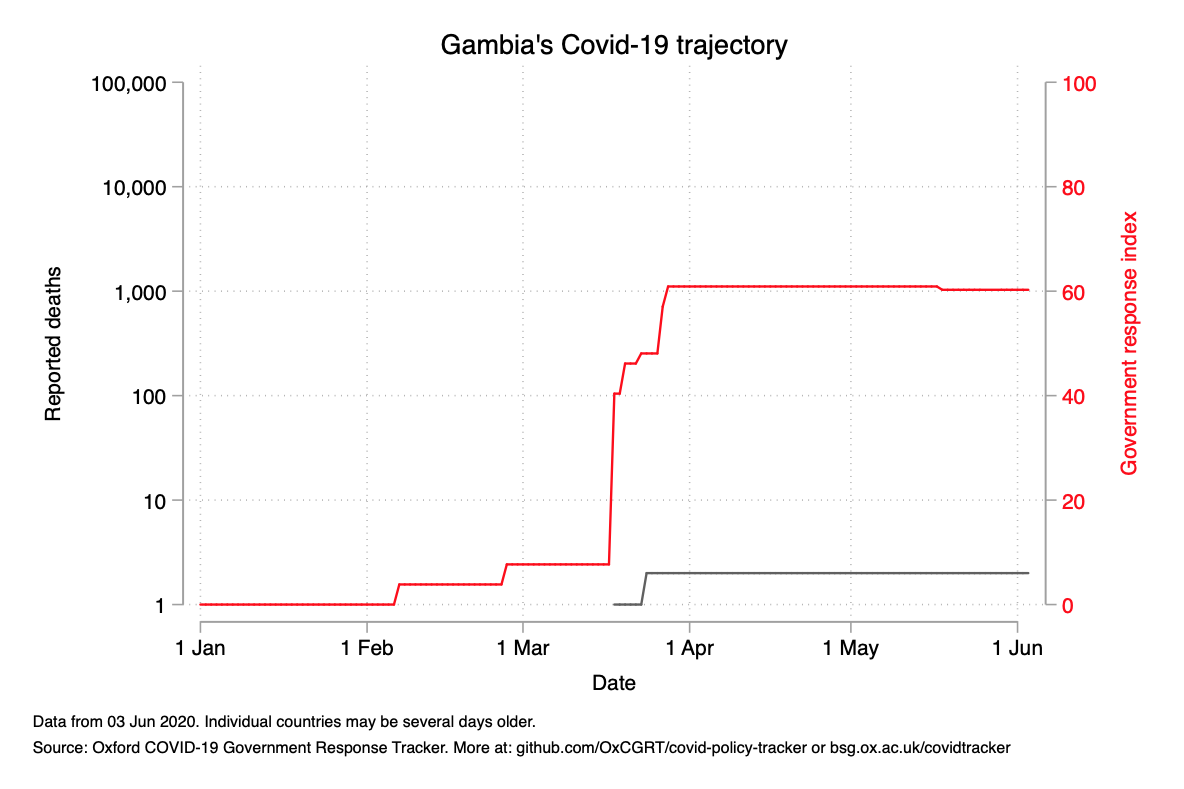 Gambia's Covid-19 trajectory
100,000
10,000
1,000
100
10
1
Reported deaths
100
80
60
40
20
0
Government response index
1 Jan
1 Feb
1 Mar
1 Apr
1 May
1 Jun
Date
Data from 03 Jun 2020. Individual countries may be several days older.
Source: Oxford COVID-19 Government Response Tracker. More at: github.com/OxCGRT/covid-policy-tracker or bsg.ox.ac.uk/covidtracker